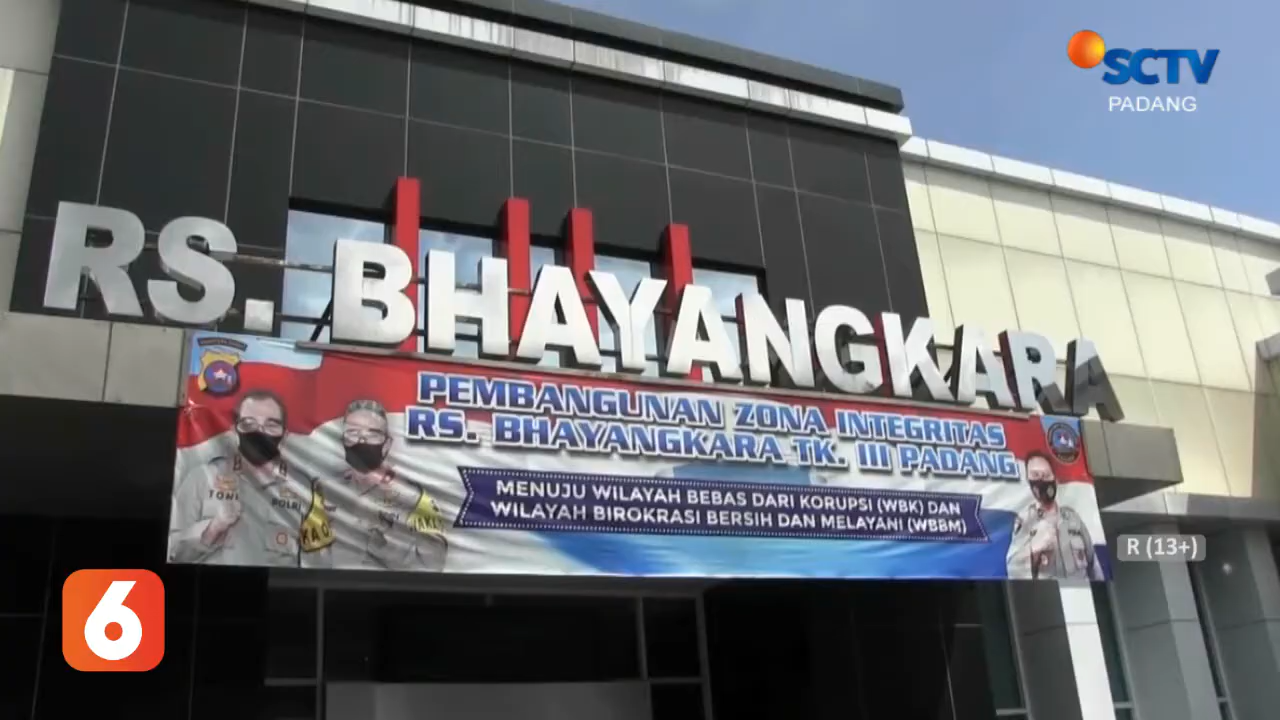 SCTV
PADANG
RS. BHAYANGKARA
PEMBANGUNAN ZONA INTEGRITAS
RS. BHAYANGKARA TK. III PADANG
MENUJU WILAYAH BEBAS DARI KORUPSI (WBK) DAN
WILAYAH BIROKRASI BERSIH DAN MELAYANI (WBBM)
POLRI
R (13+)
6